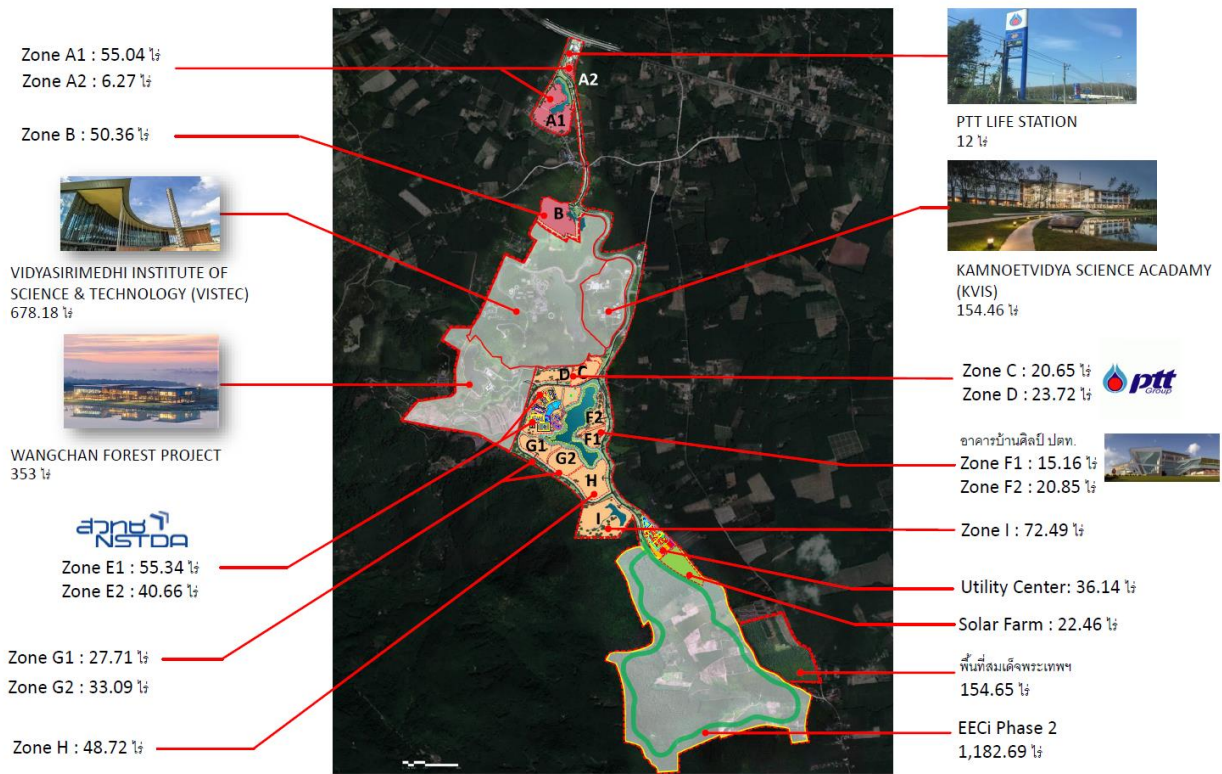 Zone A1 : 55.04 ไร่
Zone A2 : 6.27 ไร่
Zone B : 50.36 ไร่
VIDYASIRIMEDHI INSTITUTE OF
SCIENCE & TECHNOLOGY (VISTEC)
678.18 ไร่
WANGCHAN FOREST PROJECT
353 ไร่
สวทช
NSTDA
Zone E1 : 55.34 ไร่
Zone E2 : 40.66 ไร่
Zone G1 : 27.71 ไร่
Zone G2 : 33.09 ไร่
Zone H : 48.72 ไร่
A2
A1
B
D C
F2
F1
G1
G2
H
I
PTT LIFE STATION
12 ไร่
KAMNOETVIDYA SCIENCE ACADAMY
(KVIS)
154.46 ไร่
Zone C : 20.65 ไร่
Zone D : 23.72 ไร่
ptt
Group
อาคารบ้านศิลป์ ปตท.
Zone F1 : 15.16 ไร่
Zone F2 : 20.85 ไร่
Zone I : 72.49 ไร่
Utility Center: 36.14 ไร่
Solar Farm : 22.46 ไร่
พื้นที่สมเด็จพระเทพฯ
154.65 ไร่
EECi Phase 2
1,182.69 ไร่